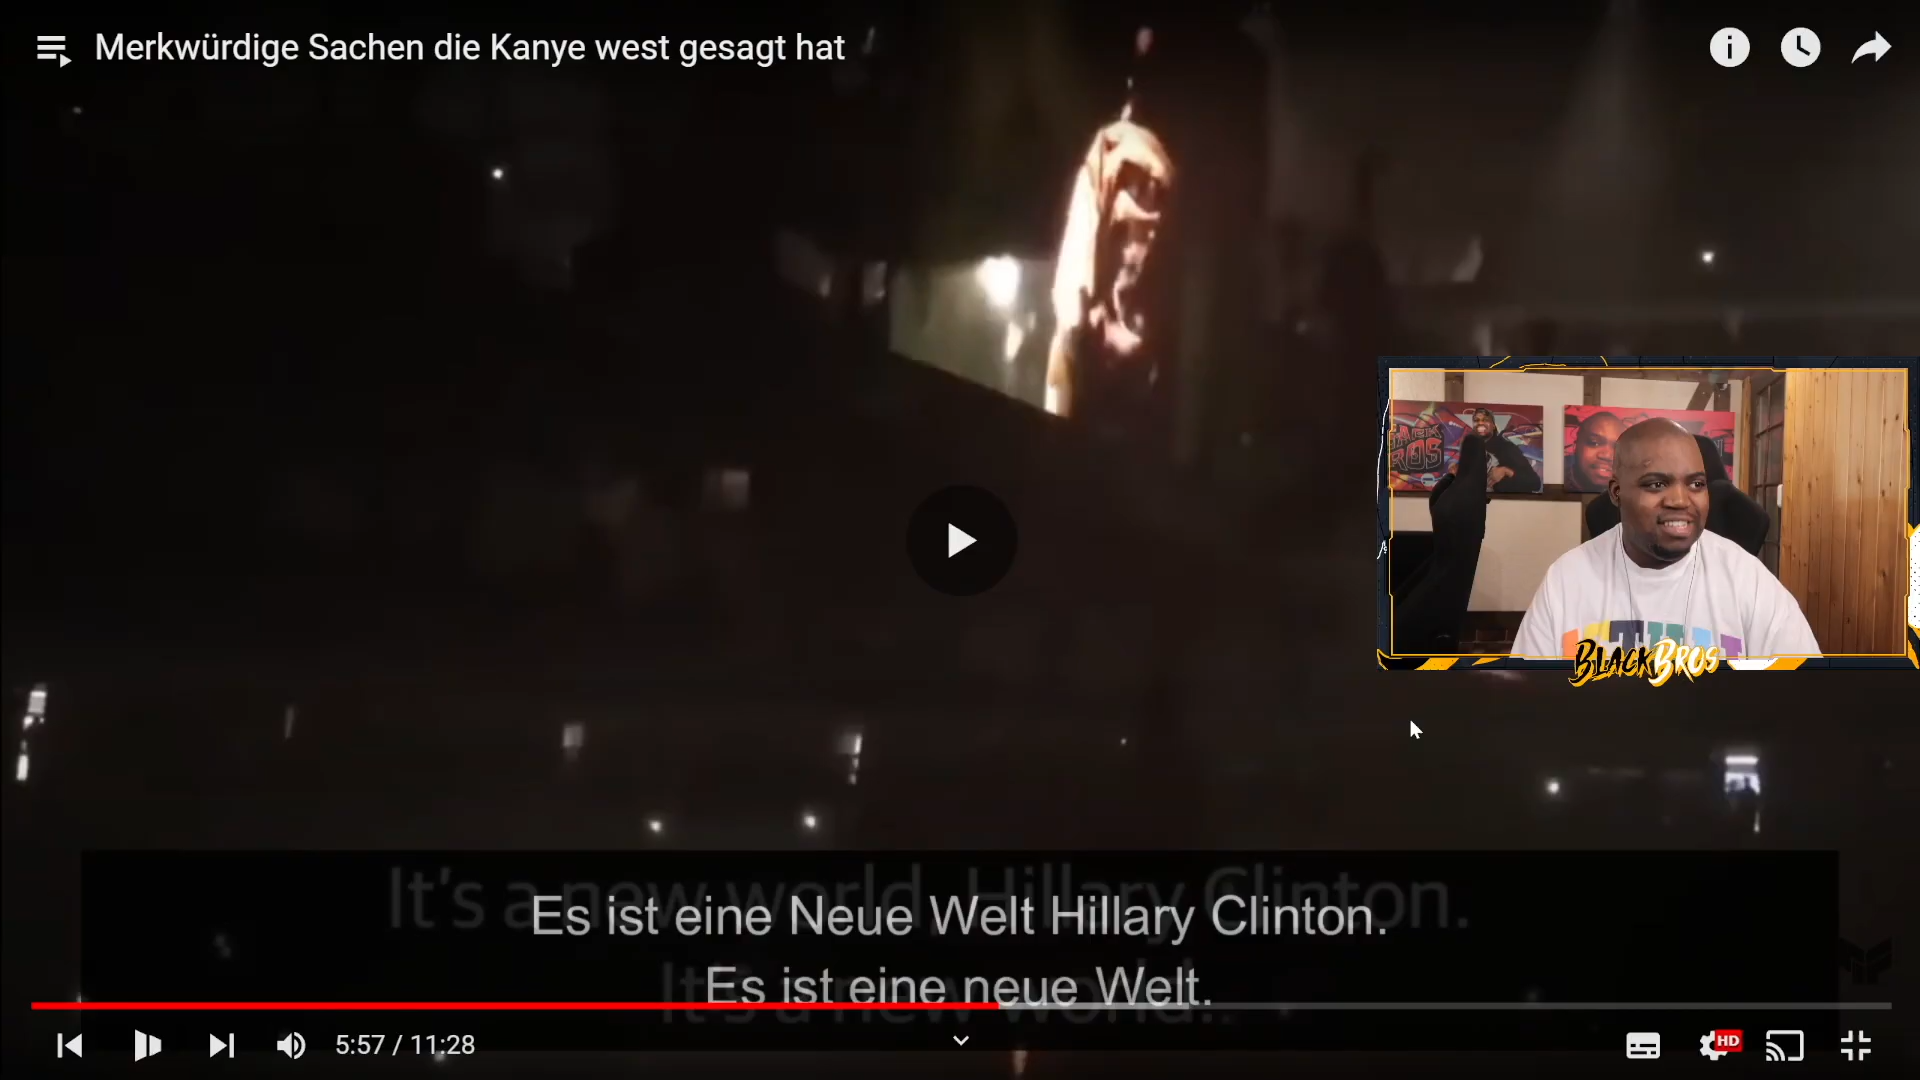 Merkwürdige Sachen die Kanye west gesagt hat
ROS
BLACKBROS
It's a new world, Hillary Clinton.
Es ist eine Neue Welt Hillary Clinton.
It's a new world.
Es ist eine neue Welt.
5:57 / 11:28
HD